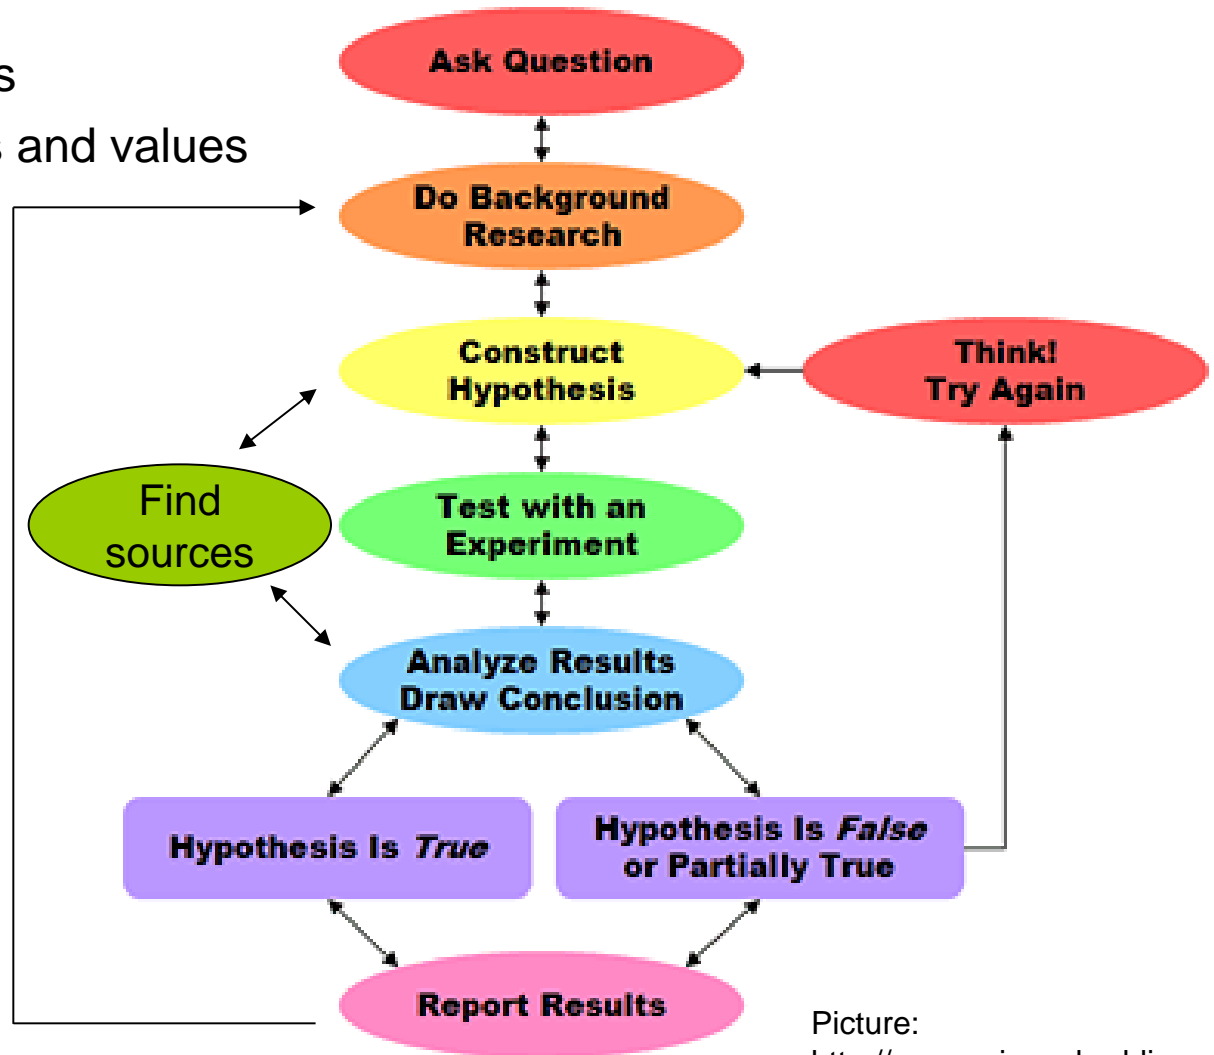 s
s and values
Ask Question
Do Background
Research
Construct
Hypothesis
Think!
Try Again
Find
sources
Test with an
Experiment
Analyze Results
Draw Conclusion
Hypothesis Is True
Hypothesis Is False
or Partially True
Report Results
Picture: